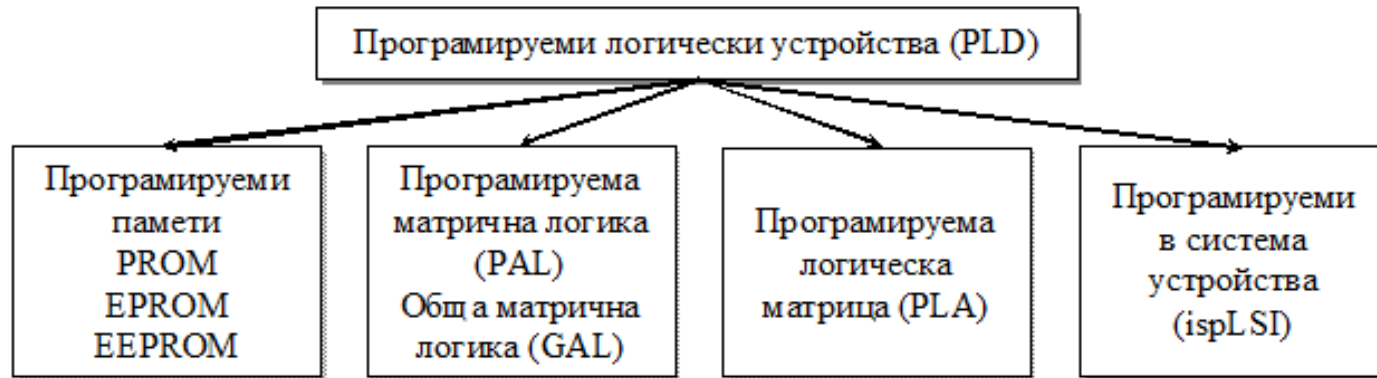 Програмируеми логически устройства (PLD)
Програмируеми
памети
PROM
EPROM
EEPROM
Програмируема
матрична логика
(PAL)
Обща матрична
логика (GAL)
Програмируема
логическа
матрица (PLA)
Програмируеми
в система
устройства
(ispLSI)